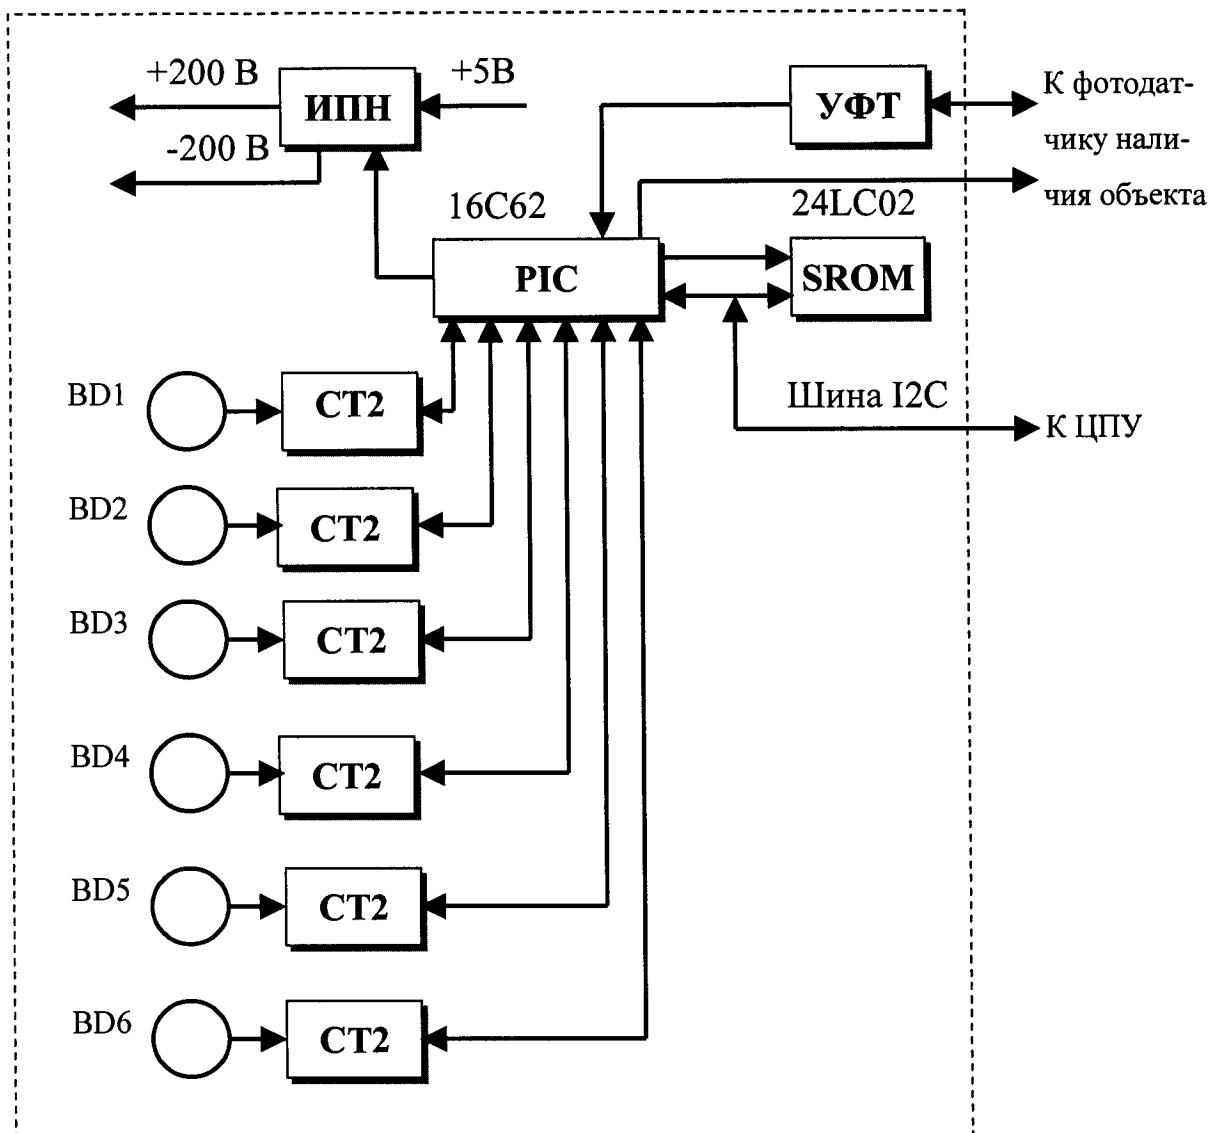 +200 В
+5В
ИПН
УФТ
К фотодат-
чику нали-
чия объекта
-200 В
16С62
24LC02
PIC
SROM
Шина I2C
К ЦПУ
BD1
СТ2
BD2
СТ2
BD3
СТ2
BD4
СТ2
BD5
СТ2
BD6
СТ2